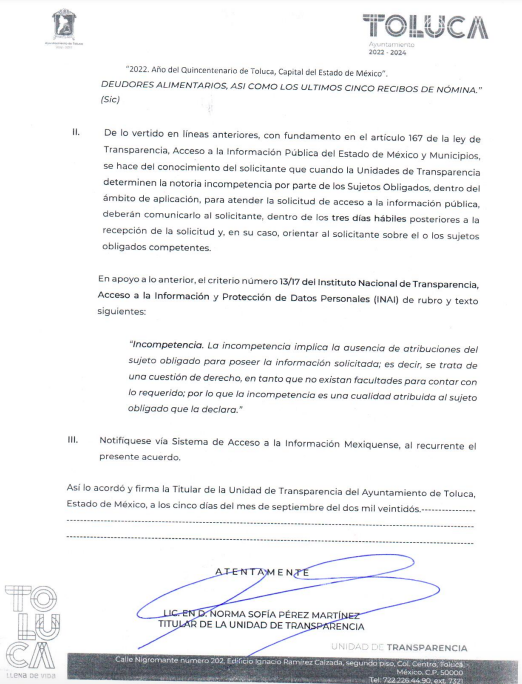 TOLUCA
Ayuntamiento de Toluca
Ayuntamiento
2022 - 2024
"2022. Año del Quincentenario de Toluca, Capital del Estado de México".
DEUDORES ALIMENTARIOS, ASI COMO LOS ULTIMOS CINCO RECIBOS DE NÓMINA."
(Sic)
II. De lo vertido en líneas anteriores, con fundamento en el artículo 167 de la ley de
Transparencia, Acceso a la Información Pública del Estado de México y Municipios,
se hace del conocimiento del solicitante que cuando la Unidades de Transparencia
determinen la notoria incompetencia por parte de los Sujetos Obligados, dentro del
ámbito de aplicación, para atender la solicitud de acceso a la información pública,
deberán comunicarlo al solicitante, dentro de los tres días hábiles posteriores a la
recepción de la solicitud y, en su caso, orientar al solicitante sobre el o los sujetos
obligados competentes.
En apoyo a lo anterior, el criterio número 13/17 del Instituto Nacional de Transparencia,
Acceso a la Información y Protección de Datos Personales (INAI) de rubro y texto
siguientes:
"Incompetencia. La incompetencia implica la ausencia de atribuciones del
sujeto obligado para poseer la información solicitada; es decir, se trata de
una cuestión de derecho, en tanto que no existan facultades para contar con
lo requerido; por lo que la incompetencia es una cualidad atribuida al sujeto
obligado que la declara."
III. Notifíquese vía Sistema de Acceso a la Información Mexiquense, al recurrente el
presente acuerdo.
Así lo acordó y firma la Titular de la Unidad de Transparencia del Ayuntamiento de Toluca,
Estado de México, a los cinco días del mes de septiembre del dos mil veintidós.----------------
ATENTAMENTE
LIC. EN D. NORMA SOFÍA PÉREZ MARTÍNEZ
TITULAR DE LA UNIDAD DE TRANSPARENCIA
UNIDAD DE TRANSPARENCIA
TO
LU
CA
LLENA DE VIDA
Calle Nigromante número 202, Edificio Ignacio Ramírez Calzada, segundo piso, Col. Centro, Toluca
México, C.P. 50000
Tel: 722.226.44.90, ext. 7321